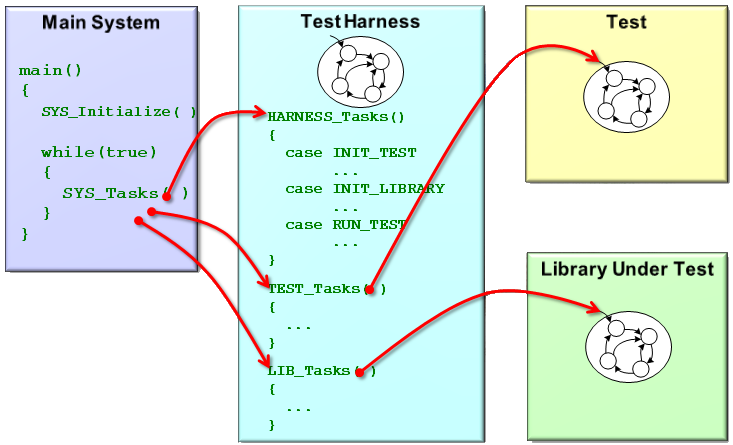 Main System
main()
{
SYS_Initialize( )
while(true)
{
SYS_Tasks( )
}
}
Test Harness
HARNESS_Tasks()
{
case INIT_TEST
...
case INIT_LIBRARY
...
case RUN_TEST
...
}
TEST_Tasks( )
{
...
}
LIB_Tasks( )
{
...
}
Test
Library Under Test